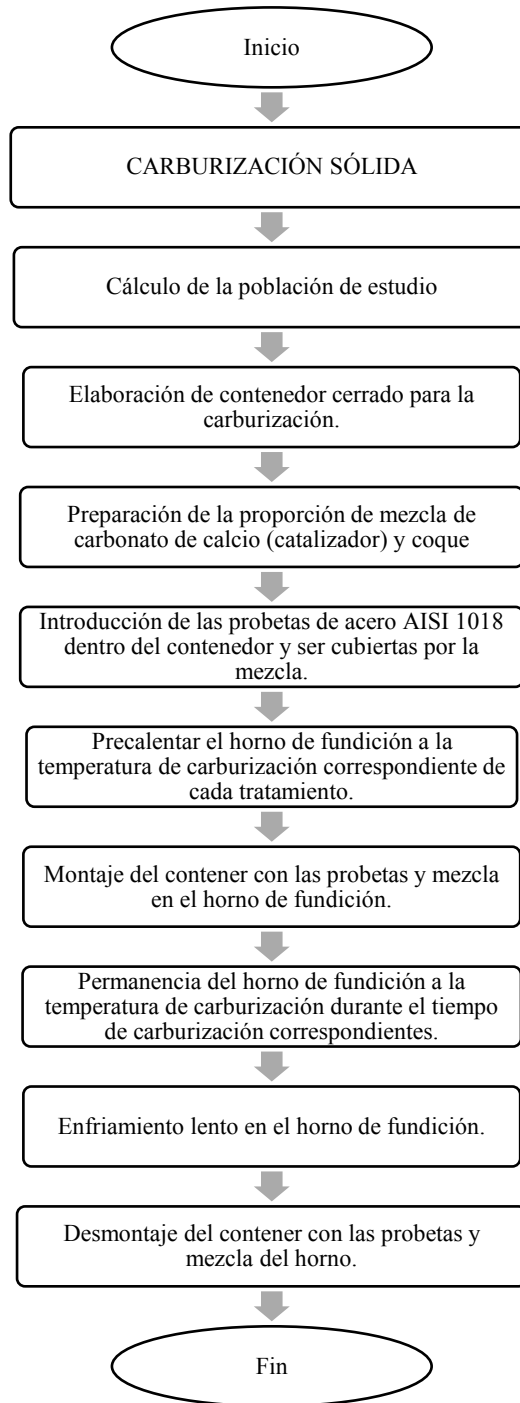 Inicio
CARBURIZACIÓN SÓLIDA
Cálculo de la población de estudio
Elaboración de contenedor cerrado para la
carburización.
Preparación de la proporción de mezcla de
carbonato de calcio (catalizador) y coque
Introducción de las probetas de acero AISI 1018
dentro del contenedor y ser cubiertas por la
mezcla.
Precalentar el horno de fundición a la
temperatura de carburización correspondiente de
cada tratamiento.
Montaje del contener con las probetas y mezcla
en el horno de fundición.
Permanencia del horno de fundición a la
temperatura de carburización durante el tiempo
de carburización correspondientes.
Enfriamiento lento en el horno de fundición.
Desmontaje del contener con las probetas y
mezcla del horno.
Fin